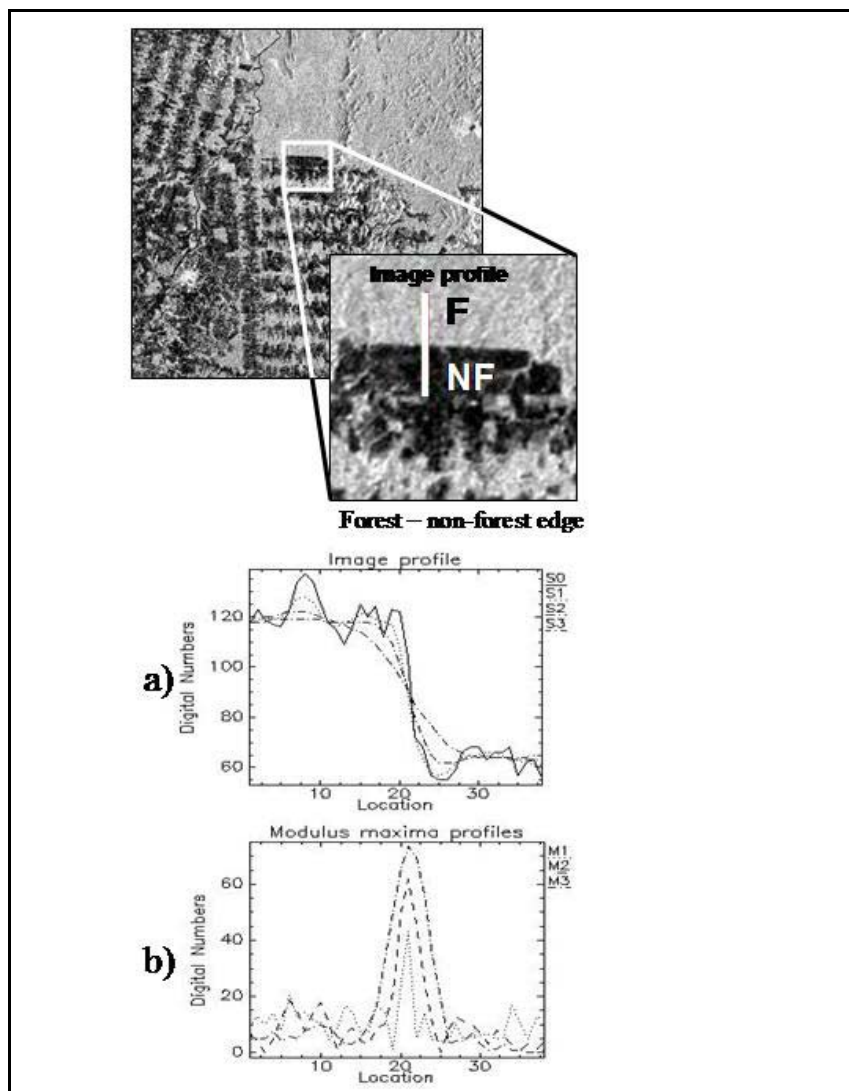 Image profile
F
NF
Forest – non-forest edge
a)
Image profile
Digital Numbers
120
100
80
60
10
20
30
Location
S0
S1
S2
S3
b)
Modulus maxima profiles
Digital Numbers
60
40
20
0
10
20
30
Location
M1
M2
M3